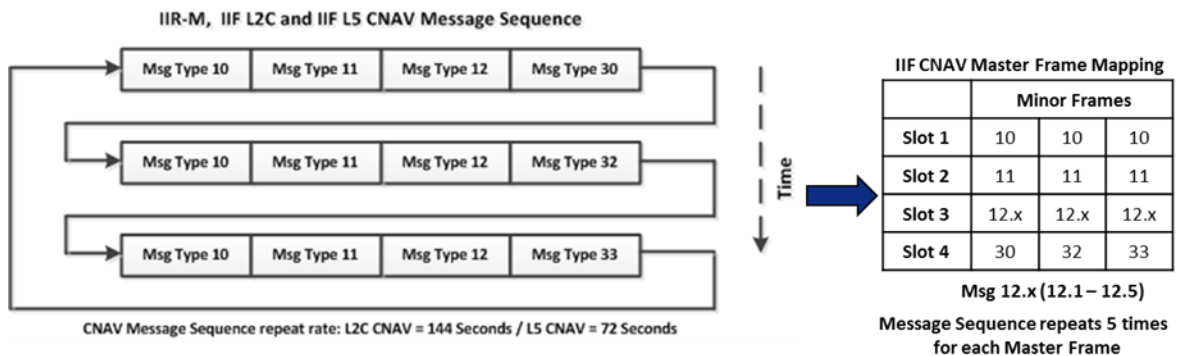 IIR-M, IIF L2C and IIF L5 CNAV Message Sequence
Msg Type 10 Msg Type 11 Msg Type 12 Msg Type 30
Msg Type 10 Msg Type 11 Msg Type 12 Msg Type 32
Msg Type 10 Msg Type 11 Msg Type 12 Msg Type 33
Time
CNAV Message Sequence repeat rate: L2C CNAV = 144 Seconds / L5 CNAV = 72 Seconds
IIF CNAV Master Frame Mapping
Minor Frames
Slot 1 10 10 10
Slot 2 11 11 11
Slot 3 12.x 12.x 12.x
Slot 4 30 32 33
Msg 12.x (12.1 – 12.5)
Message Sequence repeats 5 times
for each Master Frame